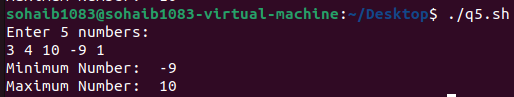 sohaib1083@sohaib1083-virtual-machine:~/Desktop$ ./q5.sh
Enter 5 numbers:
3 4 10 -9 1
Minimum Number:  -9
Maximum Number:  10